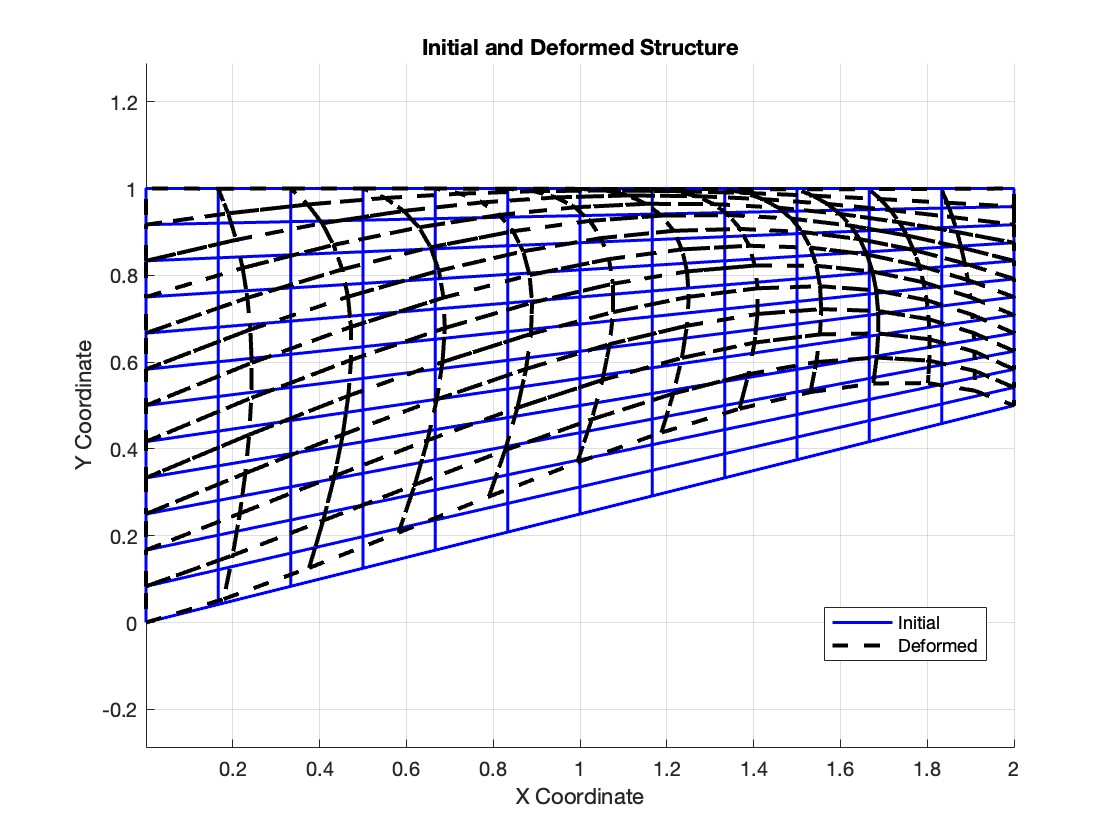 Initial and Deformed Structure
1.2
1
0.8
0.6
0.4
0.2
0
-0.2
Y Coordinate
Initial
Deformed
0.2 0.4 0.6 0.8 1 1.2 1.4 1.6 1.8 2
X Coordinate